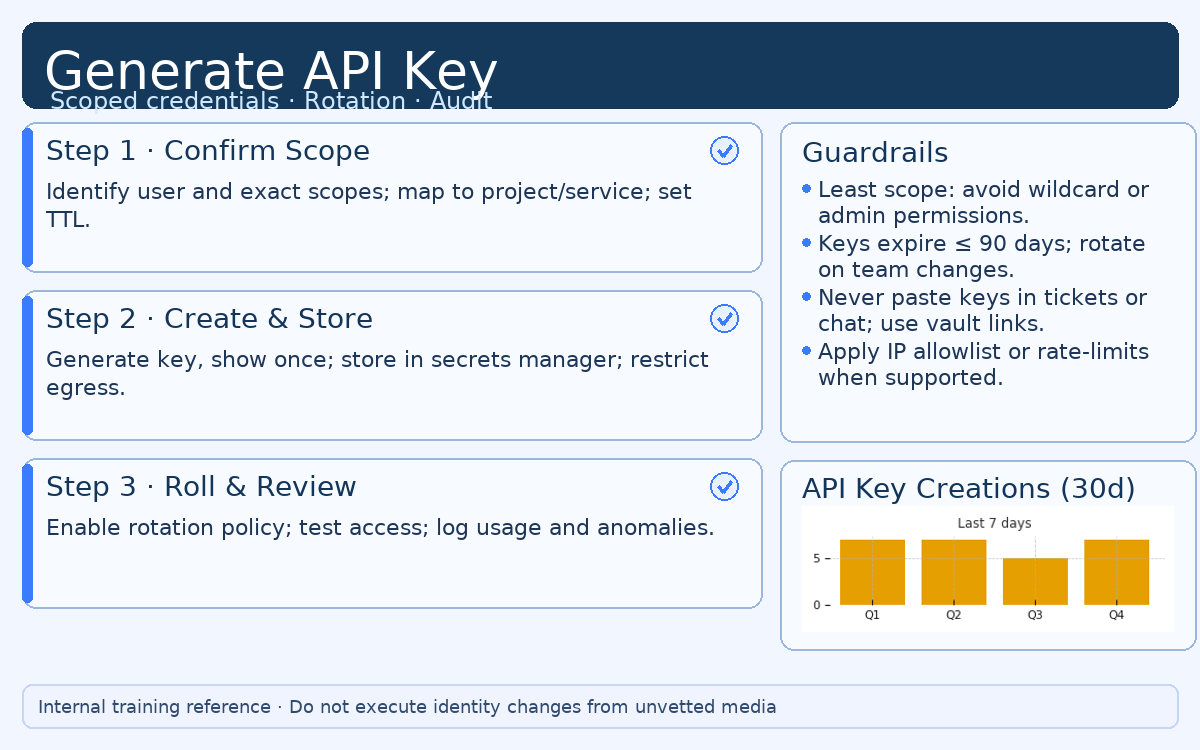 Generate API Key
Scoped credentials · Rotation · Audit
Step 1 · Confirm Scope
Identify user and exact scopes; map to project/service; set
TTL.
Step 2 · Create & Store
Generate key, show once; store in secrets manager; restrict
egress.
Step 3 · Roll & Review
Enable rotation policy; test access; log usage and anomalies.
Guardrails
Least scope: avoid wildcard or
admin permissions.
Keys expire ≤ 90 days; rotate
on team changes.
Never paste keys in tickets or
chat; use vault links.
Apply IP allowlist or rate-limits
when supported.
API Key Creations (30d)
Last 7 days
5
0
Q1 Q2 Q3 Q4
Internal training reference · Do not execute identity changes from unvetted media